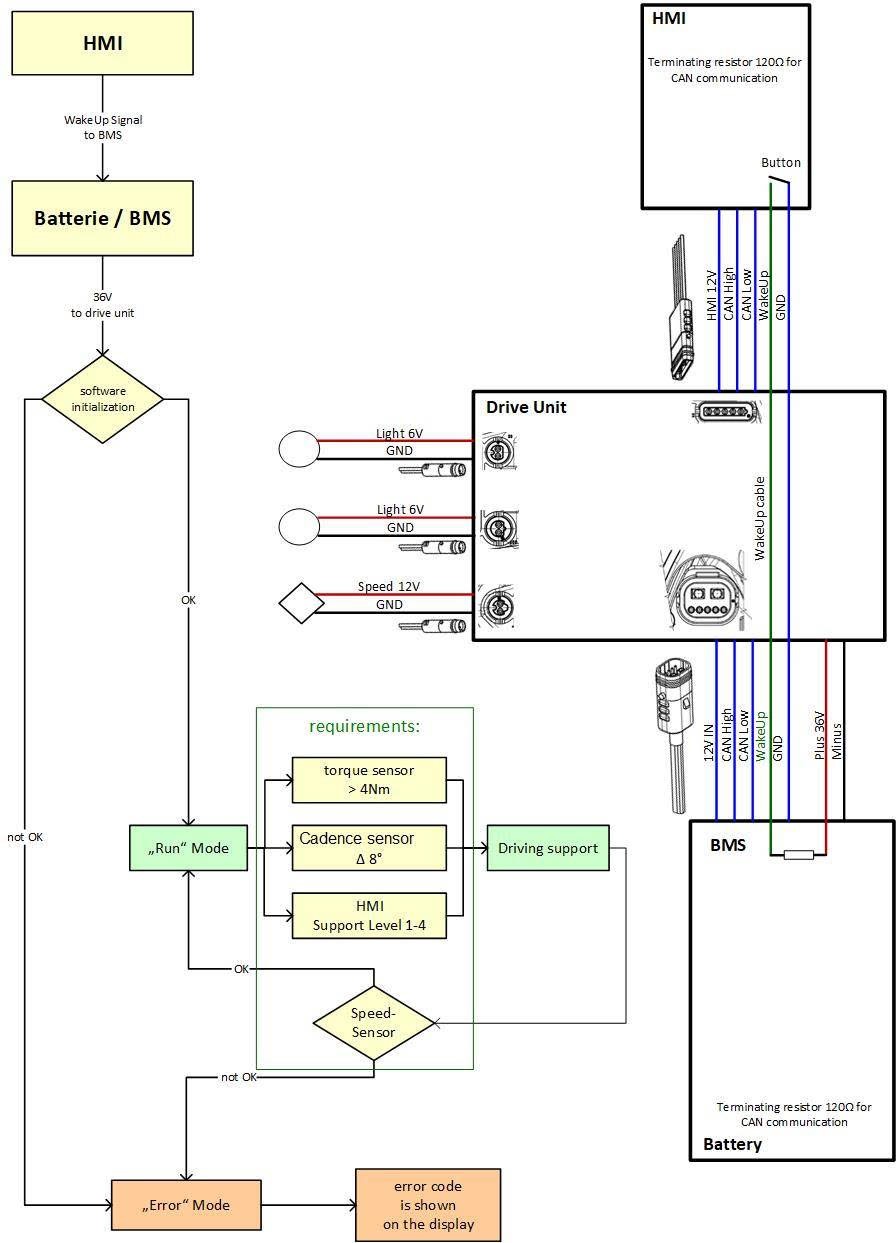 HMI
WakeUp Signal
to BMS
Batterie / BMS
36V
to drive unit
software
initialization
OK
not OK
requirements:
torque sensor
> 4Nm
„Run“ Mode
Cadence sensor
Δ 8°
Driving support
HMI
Support Level 1-4
OK
Speed-
Sensor
not OK
„Error“ Mode
error code
is shown
on the display
HMI
Terminating resistor 120Ω for
CAN communication
Button
HMI 12V
CAN High
CAN Low
WakeUp
GND
Drive Unit
Light 6V
GND
Light 6V
GND
Speed 12V
GND
WakeUp cable
12V IN
CAN High
CAN Low
WakeUp
GND
Plus 36V
Minus
BMS
Terminating resistor 120Ω for
CAN communication
Battery